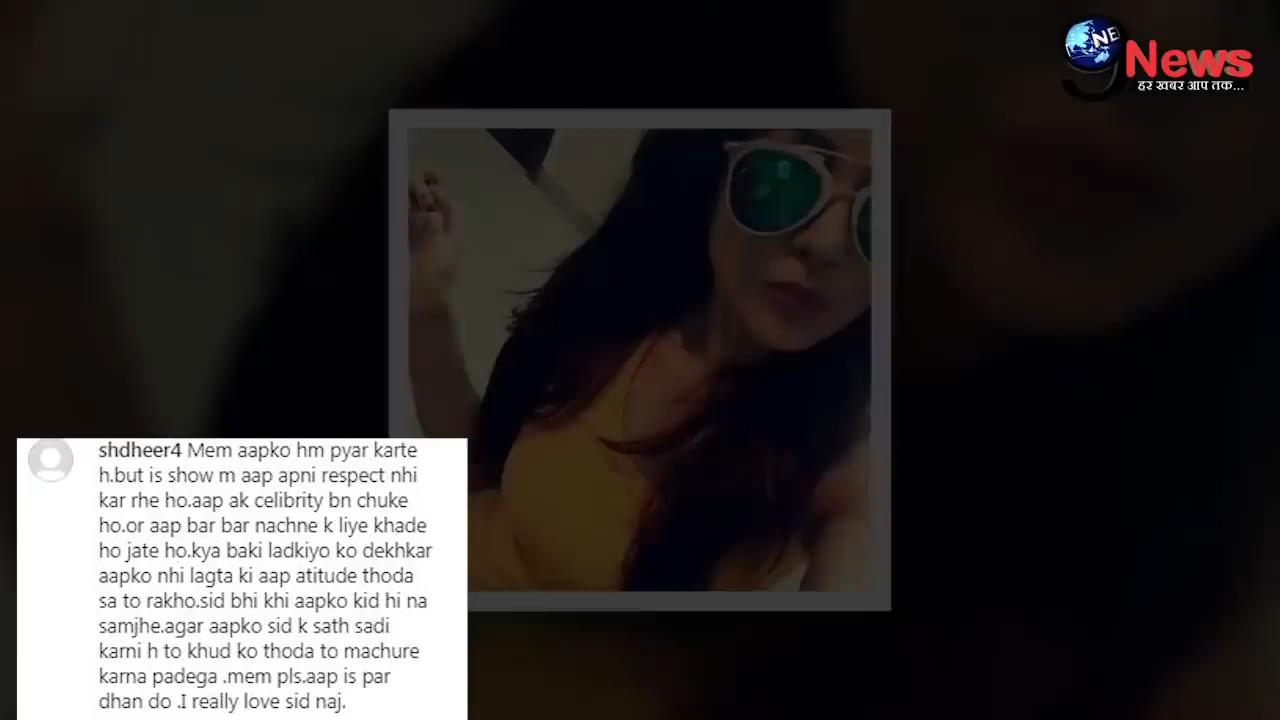 NE
News
हर खबर आप तक...
shdheer4 Mem aapko hm pyar karte
h.but is show m aap apni respect nhi
kar rhe ho.aap ak celibrity bn chuke
ho.or aap bar bar nachne k liye khade
ho jate ho.kya baki ladkiyo ko dekhkar
aapko nhi lagta ki aap atitude thoda
sa to rakho.sid bhi khi aapko kid hi na
samjhe.agar aapko sid k sath sadi
karni h to khud ko thoda to machure
karna padega .mem pls.aap is par
dhan do .I really love sid naj.